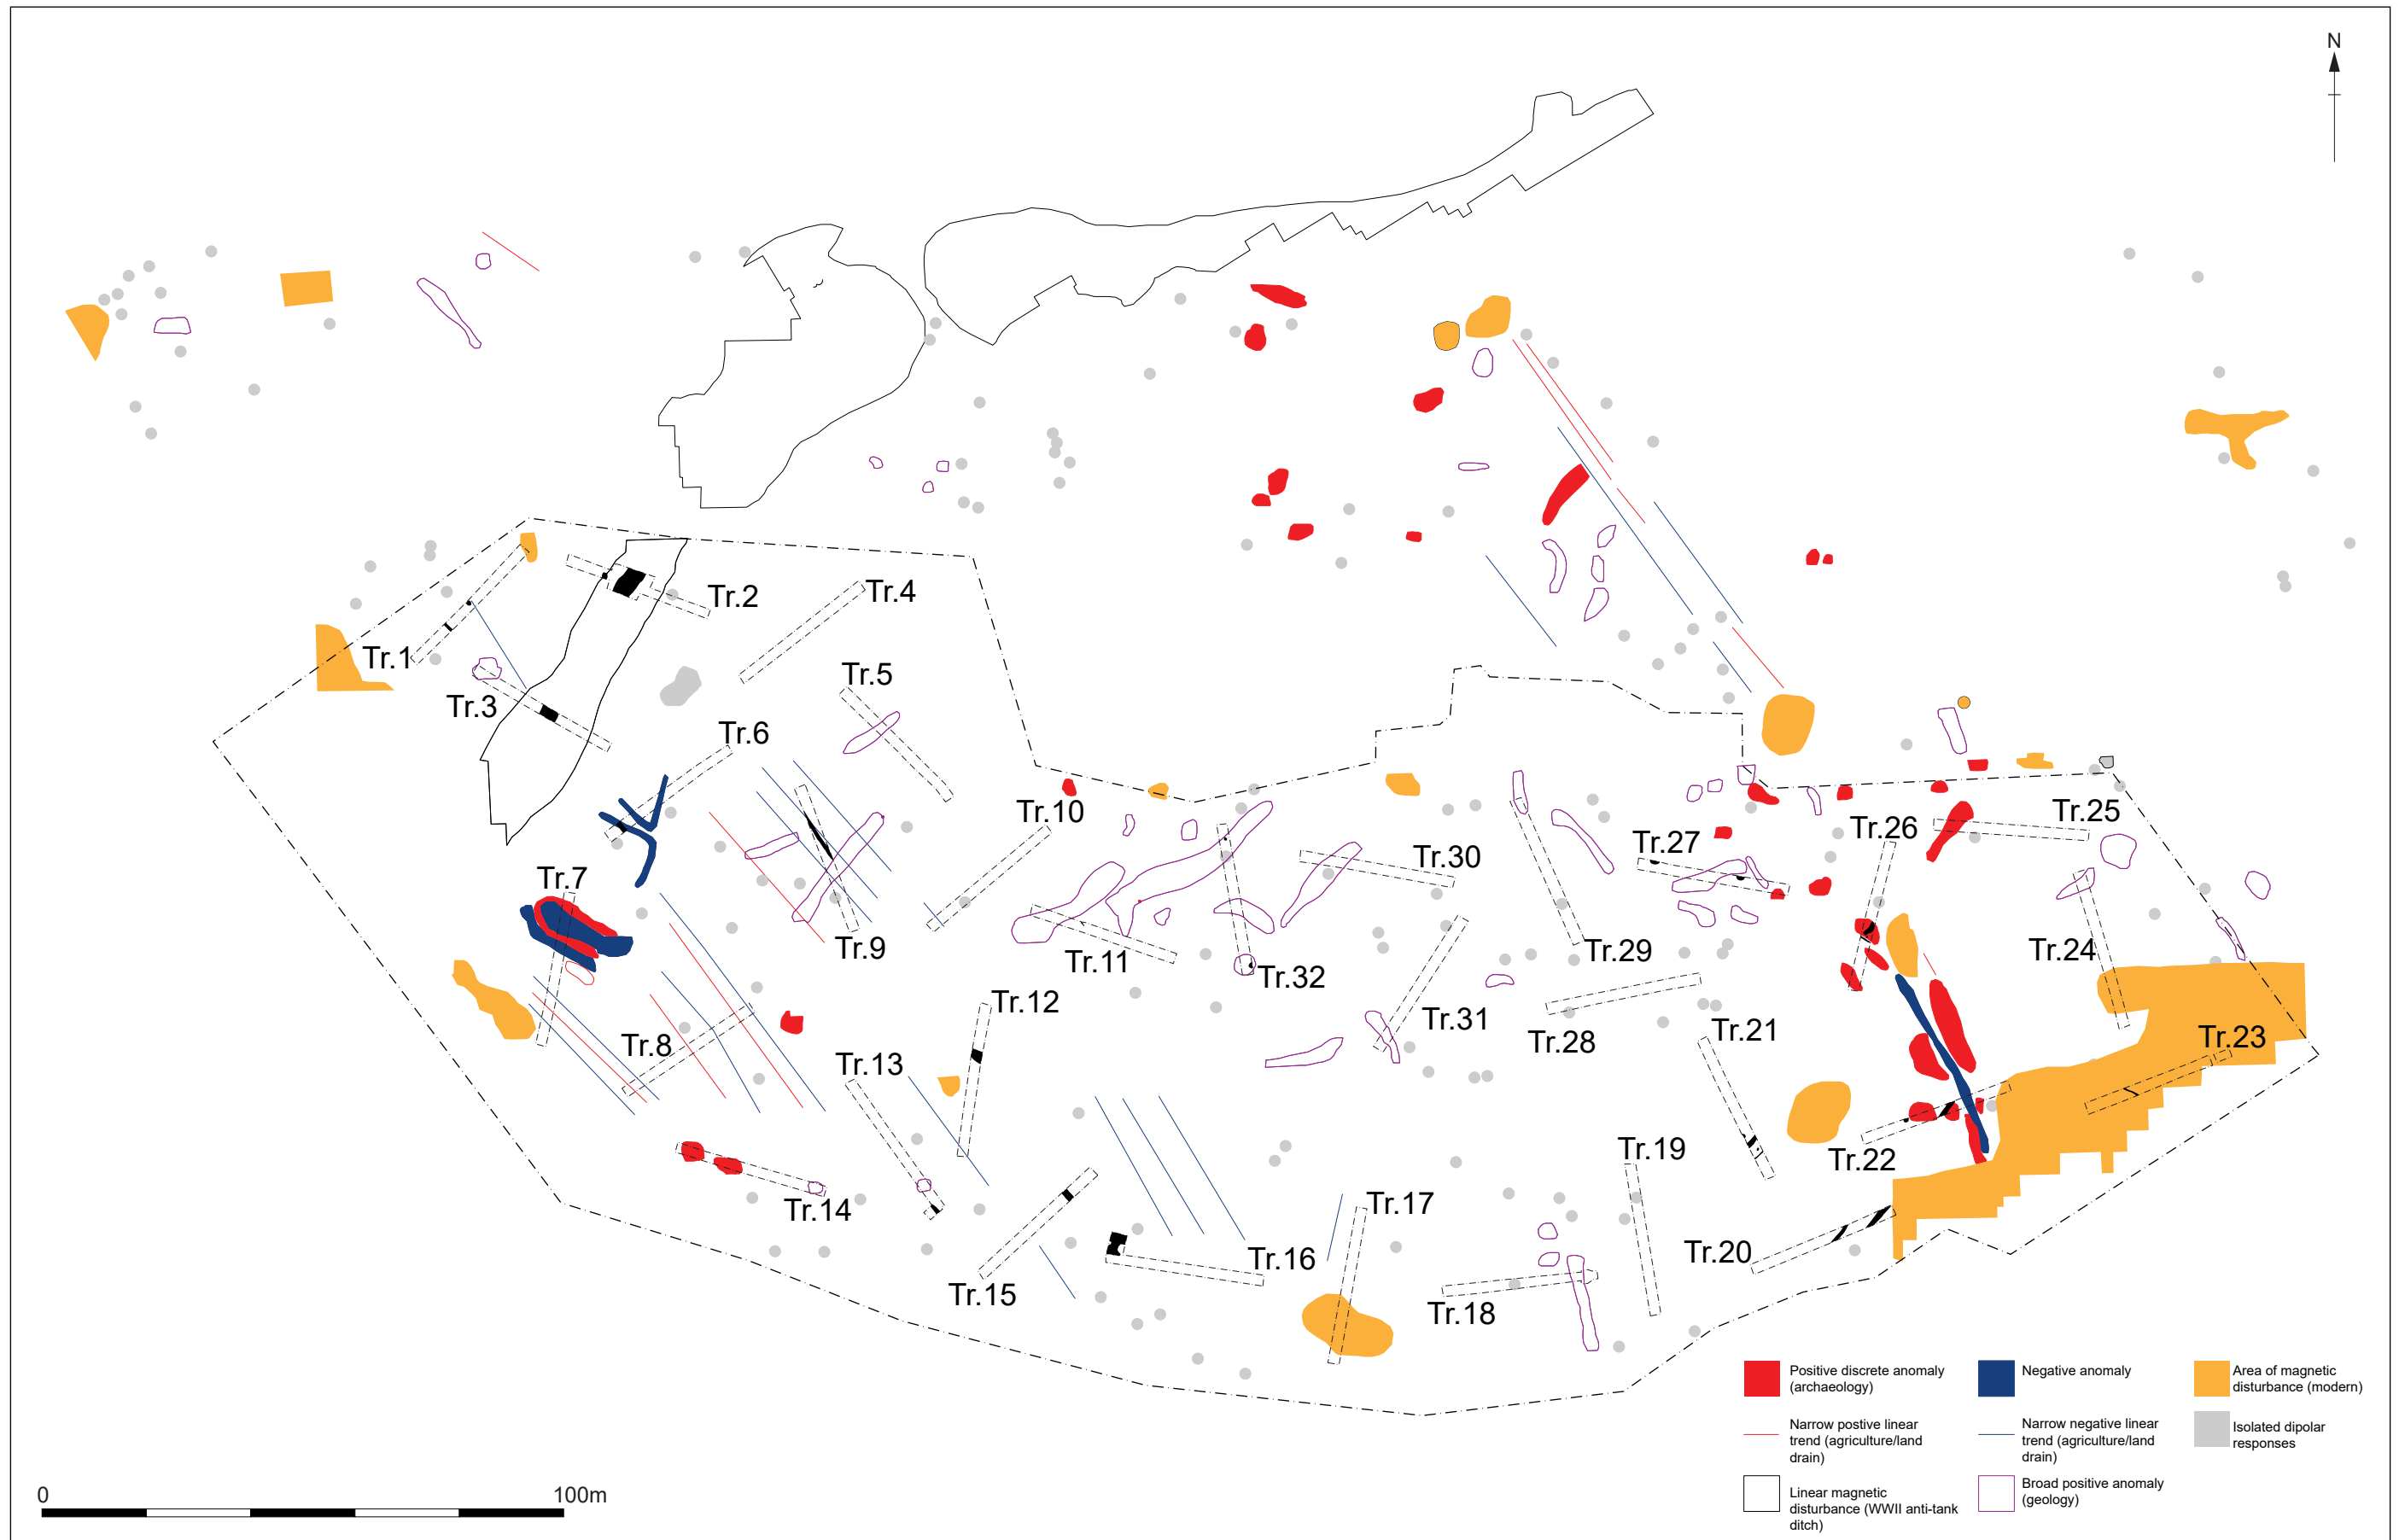 N
Tr.1
Tr.2
Tr.3
Tr.4
Tr.5
Tr.6
Tr.7
Tr.8
Tr.9
Tr.10
Tr.11
Tr.12
Tr.13
Tr.14
Tr.15
Tr.16
Tr.17
Tr.18
Tr.19
Tr.20
Tr.21
Tr.22
Tr.23
Tr.24
Tr.25
Tr.26
Tr.27
Tr.28
Tr.29
Tr.30
Tr.31
Tr.32
Positive discrete anomaly
(archaeology)
Narrow postive linear
trend (agriculture/land
drain)
Linear magnetic
disturbance (WWII anti-tank
ditch)
Negative anomaly
Narrow negative linear
trend (agriculture/land
drain)
Broad positive anomaly
(geology)
Area of magnetic
disturbance (modern)
Isolated dipolar
responses
0
100m